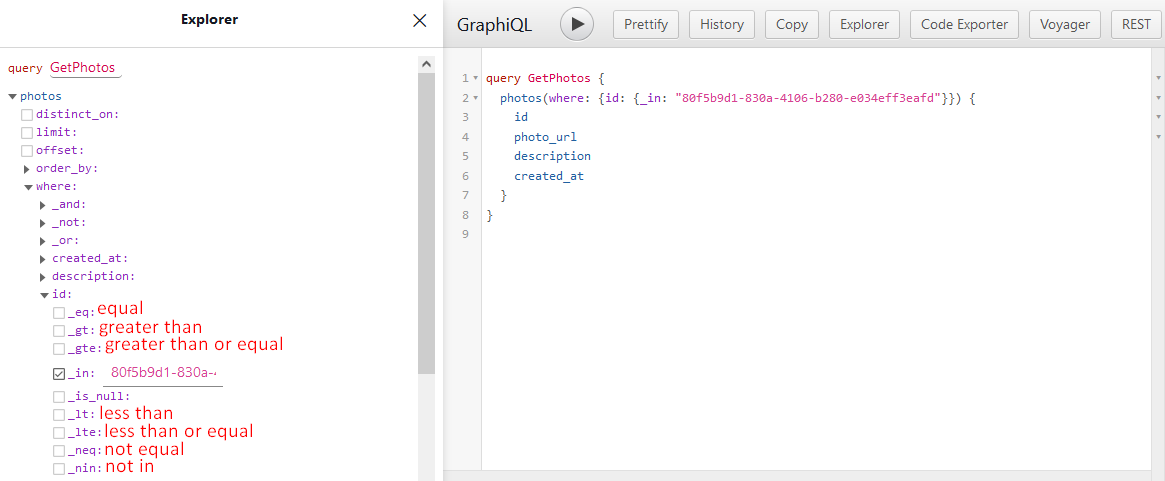 Explorer
query GetPhotos
photos
distinct_on:
limit:
offset:
order_by:
where:
_and:
_not:
_or:
created_at:
description:
id:
_eq: equal
_gt: greater than
_gte: greater than or equal
_in: 80f5b9d1-830a-4
_is_null:
_lt: less than
_lte: less than or equal
_neq: not equal
_nin: not in
GraphiQL Prettify History Copy Explorer Code Exporter Voyager REST
1 query GetPhotos {
2 photos(where: {id: {_in: "80f5b9d1-830a-4106-b280-e034eff3eafd"}}) {
3 id
4 photo_url
5 description
6 created_at
7 }
8 }
9